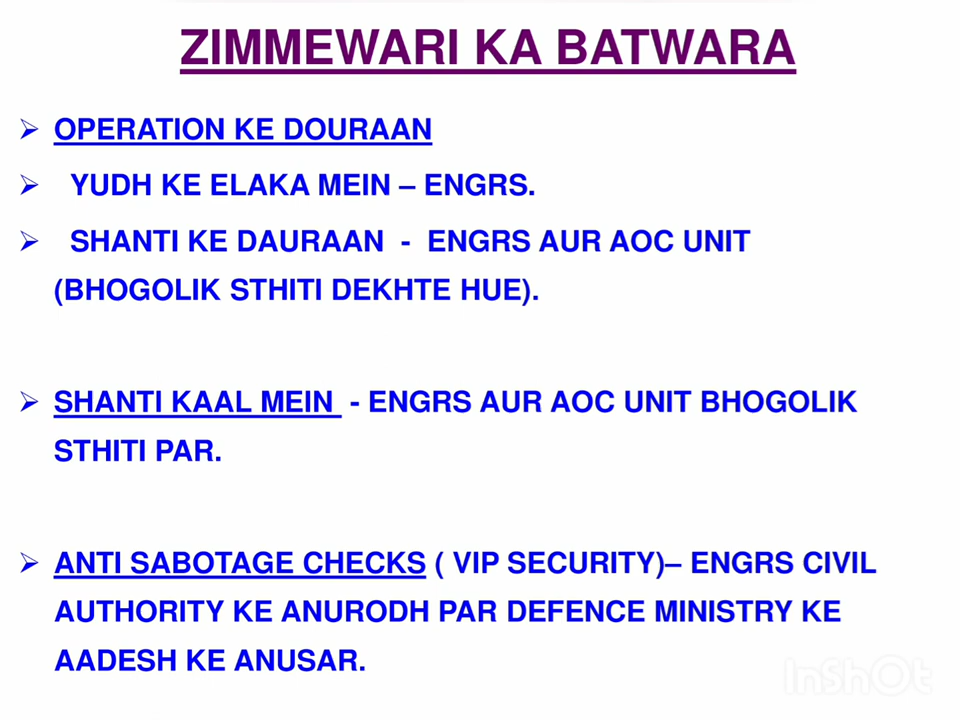 ZIMMEWARI KA BATWARA
➢ OPERATION KE DOURAAN
➢ YUDH KE ELAKA MEIN – ENGRS.
➢ SHANTI KE DAURAAN - ENGRS AUR AOC UNIT
(BHOGOLIK STHITI DEKHTE HUE).
➢ SHANTI KAAL MEIN - ENGRS AUR AOC UNIT BHOGOLIK
STHITI PAR.
➢ ANTI SABOTAGE CHECKS ( VIP SECURITY)– ENGRS CIVIL
AUTHORITY KE ANURODH PAR DEFENCE MINISTRY KE
AADESH KE ANUSAR.
InShOt